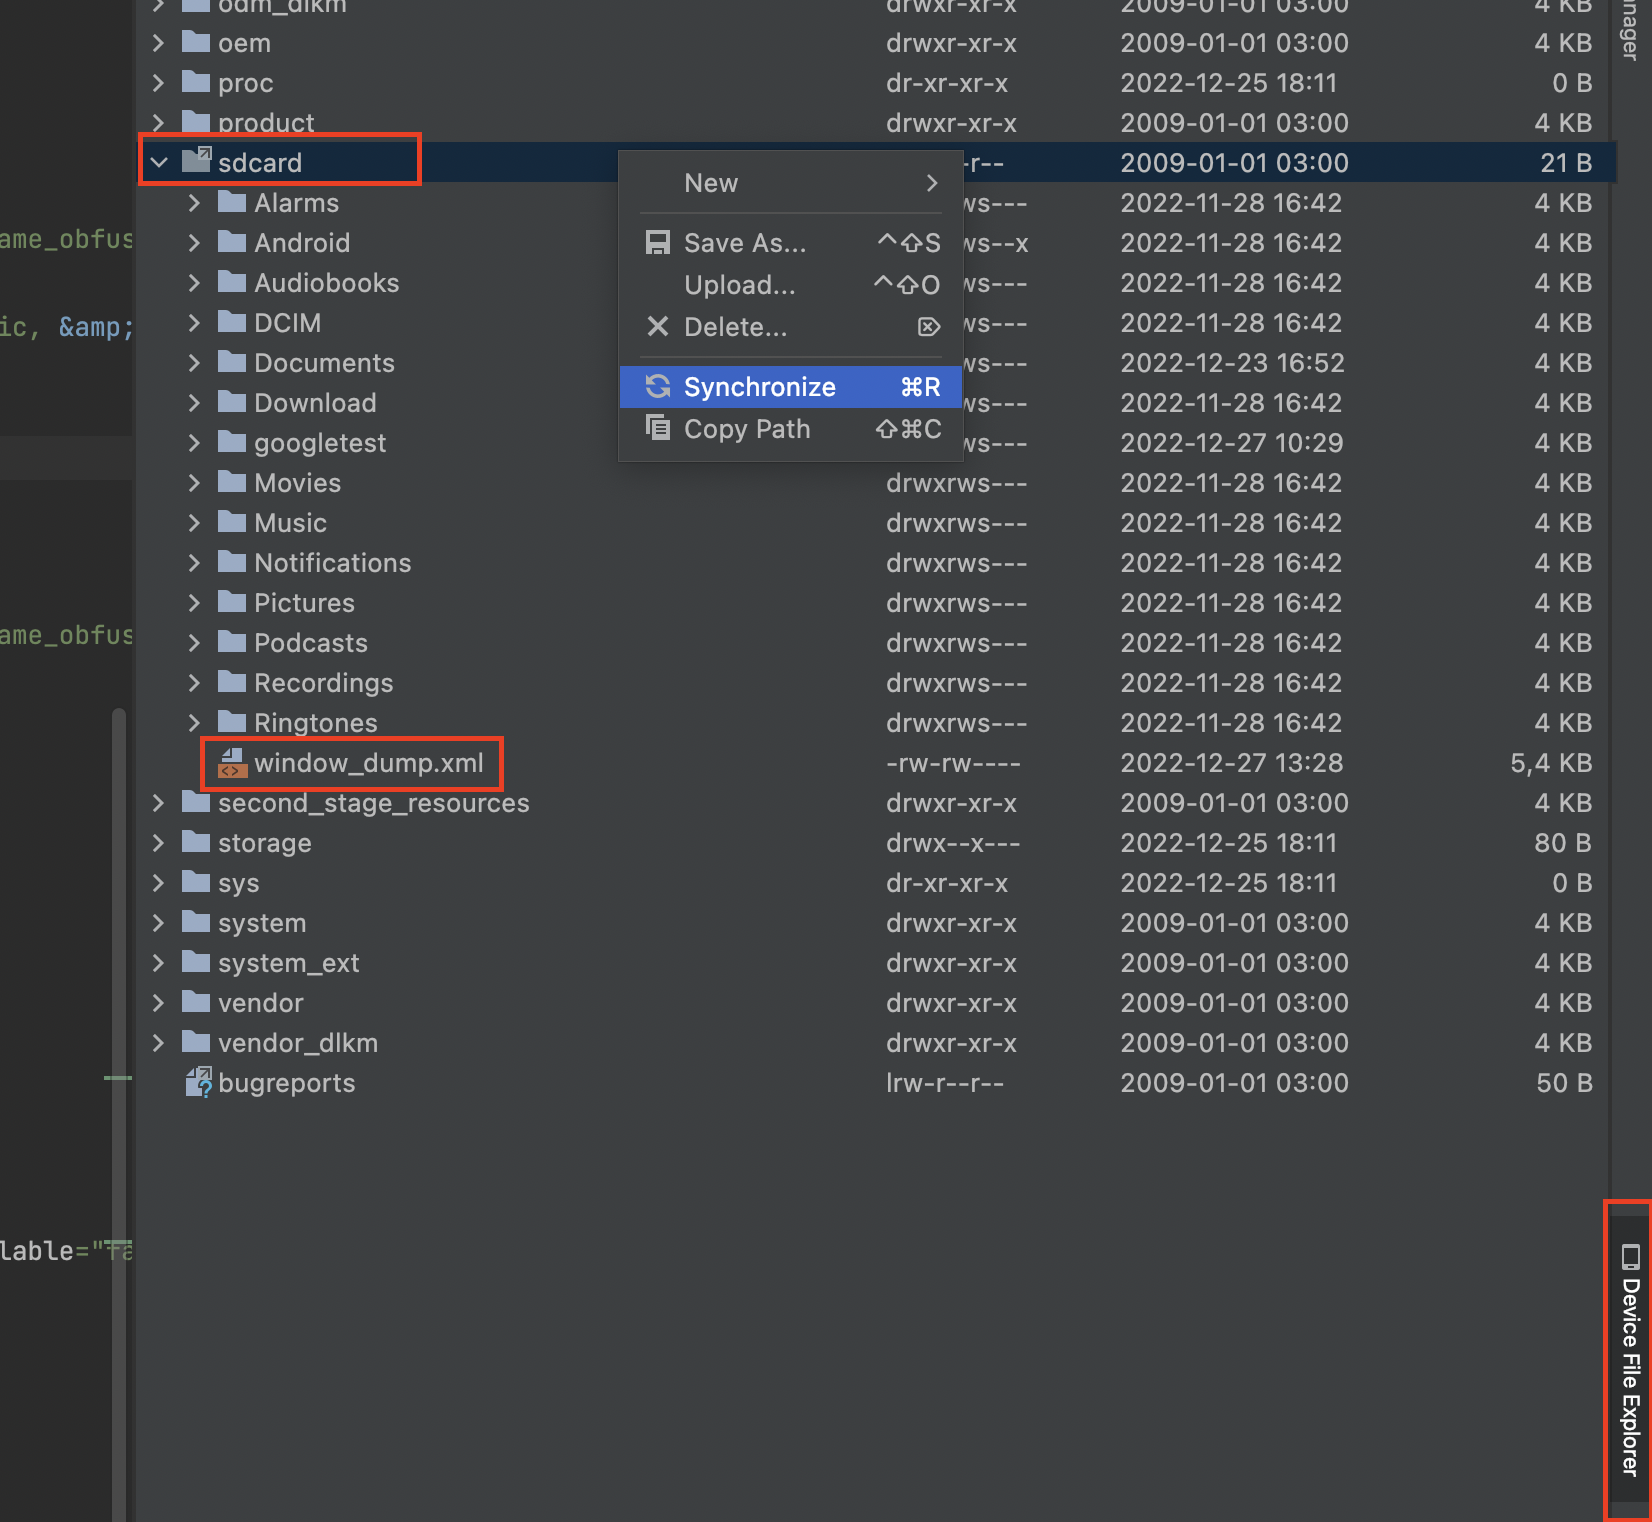 odm_dlkm drwxr-xr-x 2009-01-01 03:00 4 KB
oem drwxr-xr-x 2009-01-01 03:00 4 KB
proc dr-xr-xr-x 2022-12-25 18:11 0 B
product drwxr-xr-x 2009-01-01 03:00 4 KB
sdcard -r-- 2009-01-01 03:00 21 B
Alarms ws--- 2022-11-28 16:42 4 KB
Android ws--x 2022-11-28 16:42 4 KB
Audiobooks ws--- 2022-11-28 16:42 4 KB
DCIM ws--- 2022-11-28 16:42 4 KB
Documents ws--- 2022-12-23 16:52 4 KB
Download ws--- 2022-11-28 16:42 4 KB
googletest ws--- 2022-12-27 10:29 4 KB
Movies drwxrws--- 2022-11-28 16:42 4 KB
Music drwxrws--- 2022-11-28 16:42 4 KB
Notifications drwxrws--- 2022-11-28 16:42 4 KB
Pictures drwxrws--- 2022-11-28 16:42 4 KB
Podcasts drwxrws--- 2022-11-28 16:42 4 KB
Recordings drwxrws--- 2022-11-28 16:42 4 KB
Ringtones drwxrws--- 2022-11-28 16:42 4 KB
window_dump.xml -rw-rw---- 2022-12-27 13:28 5,4 KB
second_stage_resources drwxr-xr-x 2009-01-01 03:00 4 KB
storage drwx--x--- 2022-12-25 18:11 80 B
sys dr-xr-xr-x 2022-12-25 18:11 0 B
system drwxr-xr-x 2009-01-01 03:00 4 KB
system_ext drwxr-xr-x 2009-01-01 03:00 4 KB
vendor drwxr-xr-x 2009-01-01 03:00 4 KB
vendor_dlkm drwxr-xr-x 2009-01-01 03:00 4 KB
bugreports lrw-r--r-- 2009-01-01 03:00 50 B
New
Save As... ^⇧S
Upload... ^⇧O
Delete... ⌦
Synchronize ⌘R
Copy Path ⇧⌘C
ame_obfus
ic, &amp;
ame_obfus
lable="fa
nager
Device File Explorer